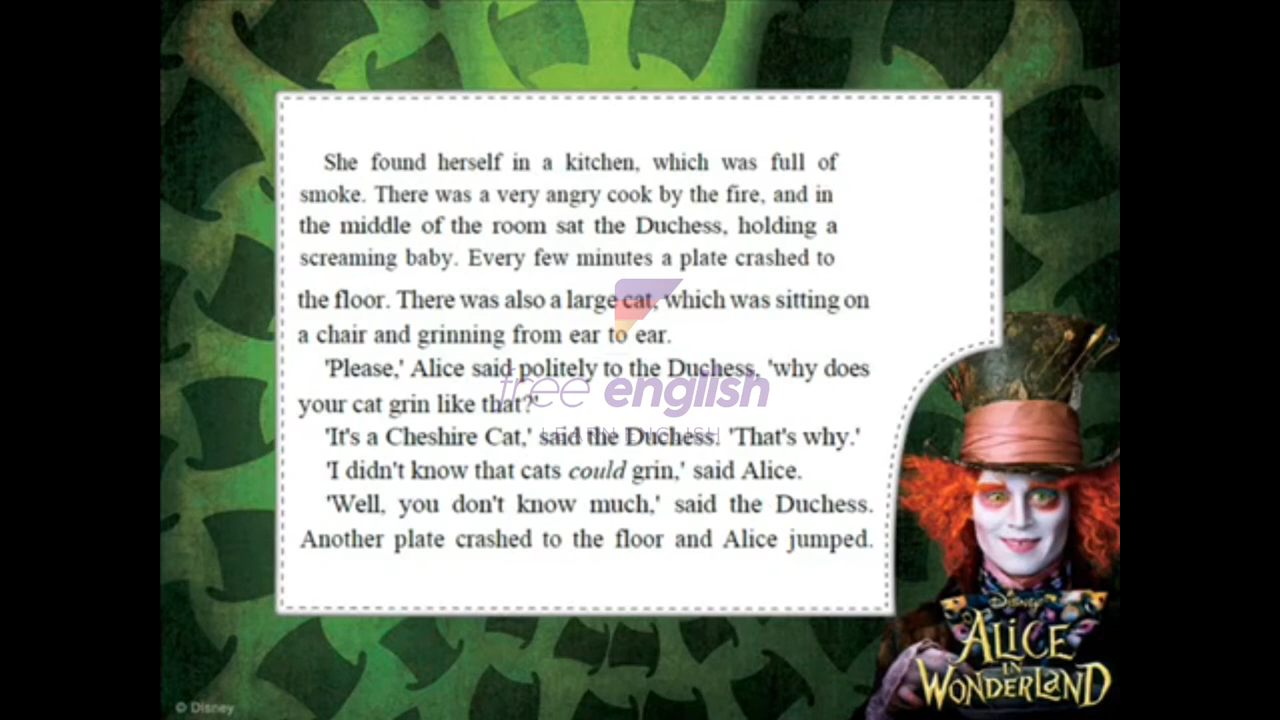 She found herself in a kitchen, which was full of
smoke. There was a very angry cook by the fire, and in
the middle of the room sat the Duchess, holding a
screaming baby. Every few minutes a plate crashed to
the floor. There was also a large cat, which was sitting on
a chair and grinning from ear to ear.
'Please,' Alice said politely to the Duchess, 'why does
your cat grin like that?'
'It's a Cheshire Cat,' said the Duchess. 'That's why.'
'I didn't know that cats could grin,' said Alice.
'Well, you don't know much,' said the Duchess.
Another plate crashed to the floor and Alice jumped.
free english
LEARN ENGLISH
Disney
ALICE
IN
WONDERLAND
© Disney